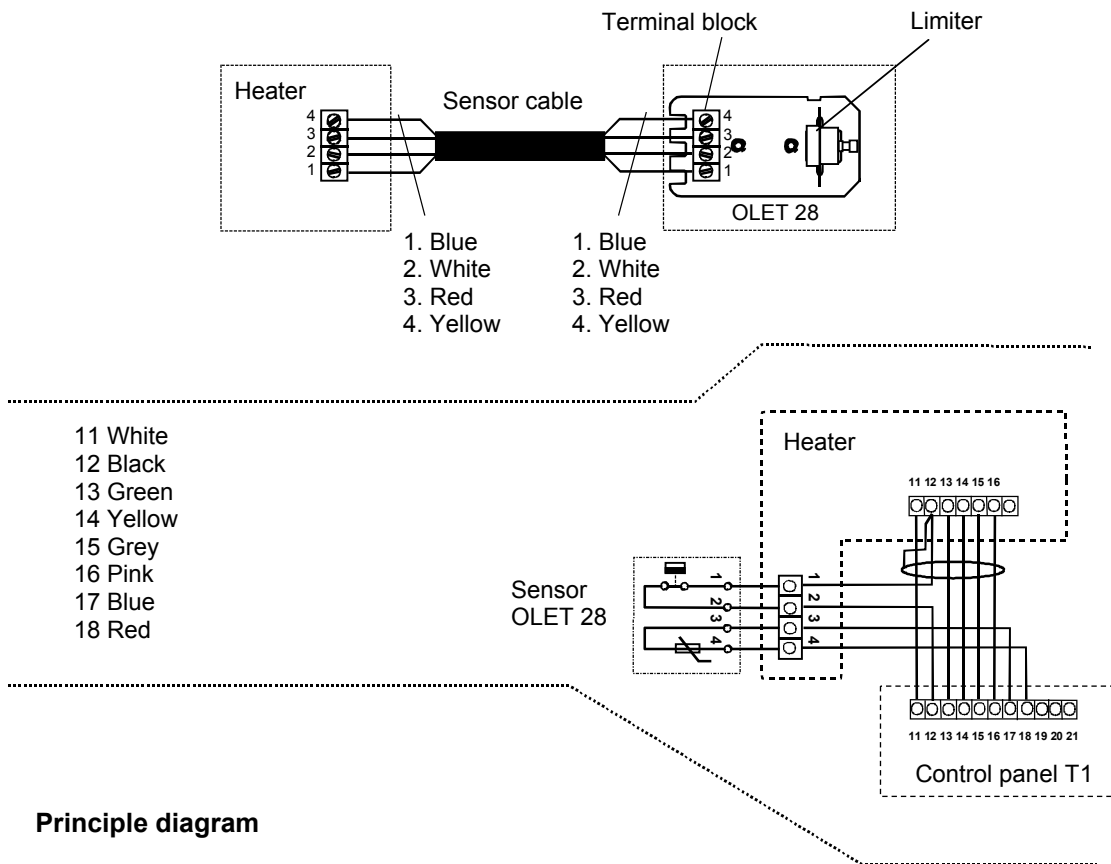 Terminal block
Limiter
Heater
Sensor cable
4
3
2
1
4
3
2
1
OLET 28
1. Blue
2. White
3. Red
4. Yellow
1. Blue
2. White
3. Red
4. Yellow
11 White
12 Black
13 Green
14 Yellow
15 Grey
16 Pink
17 Blue
18 Red
Heater
11 12 13 14 15 16
Sensor
OLET 28
1
2
3
4
1
2
3
4
11 12 13 14 15 16 17 18 19 20 21
Control panel T1
Principle diagram